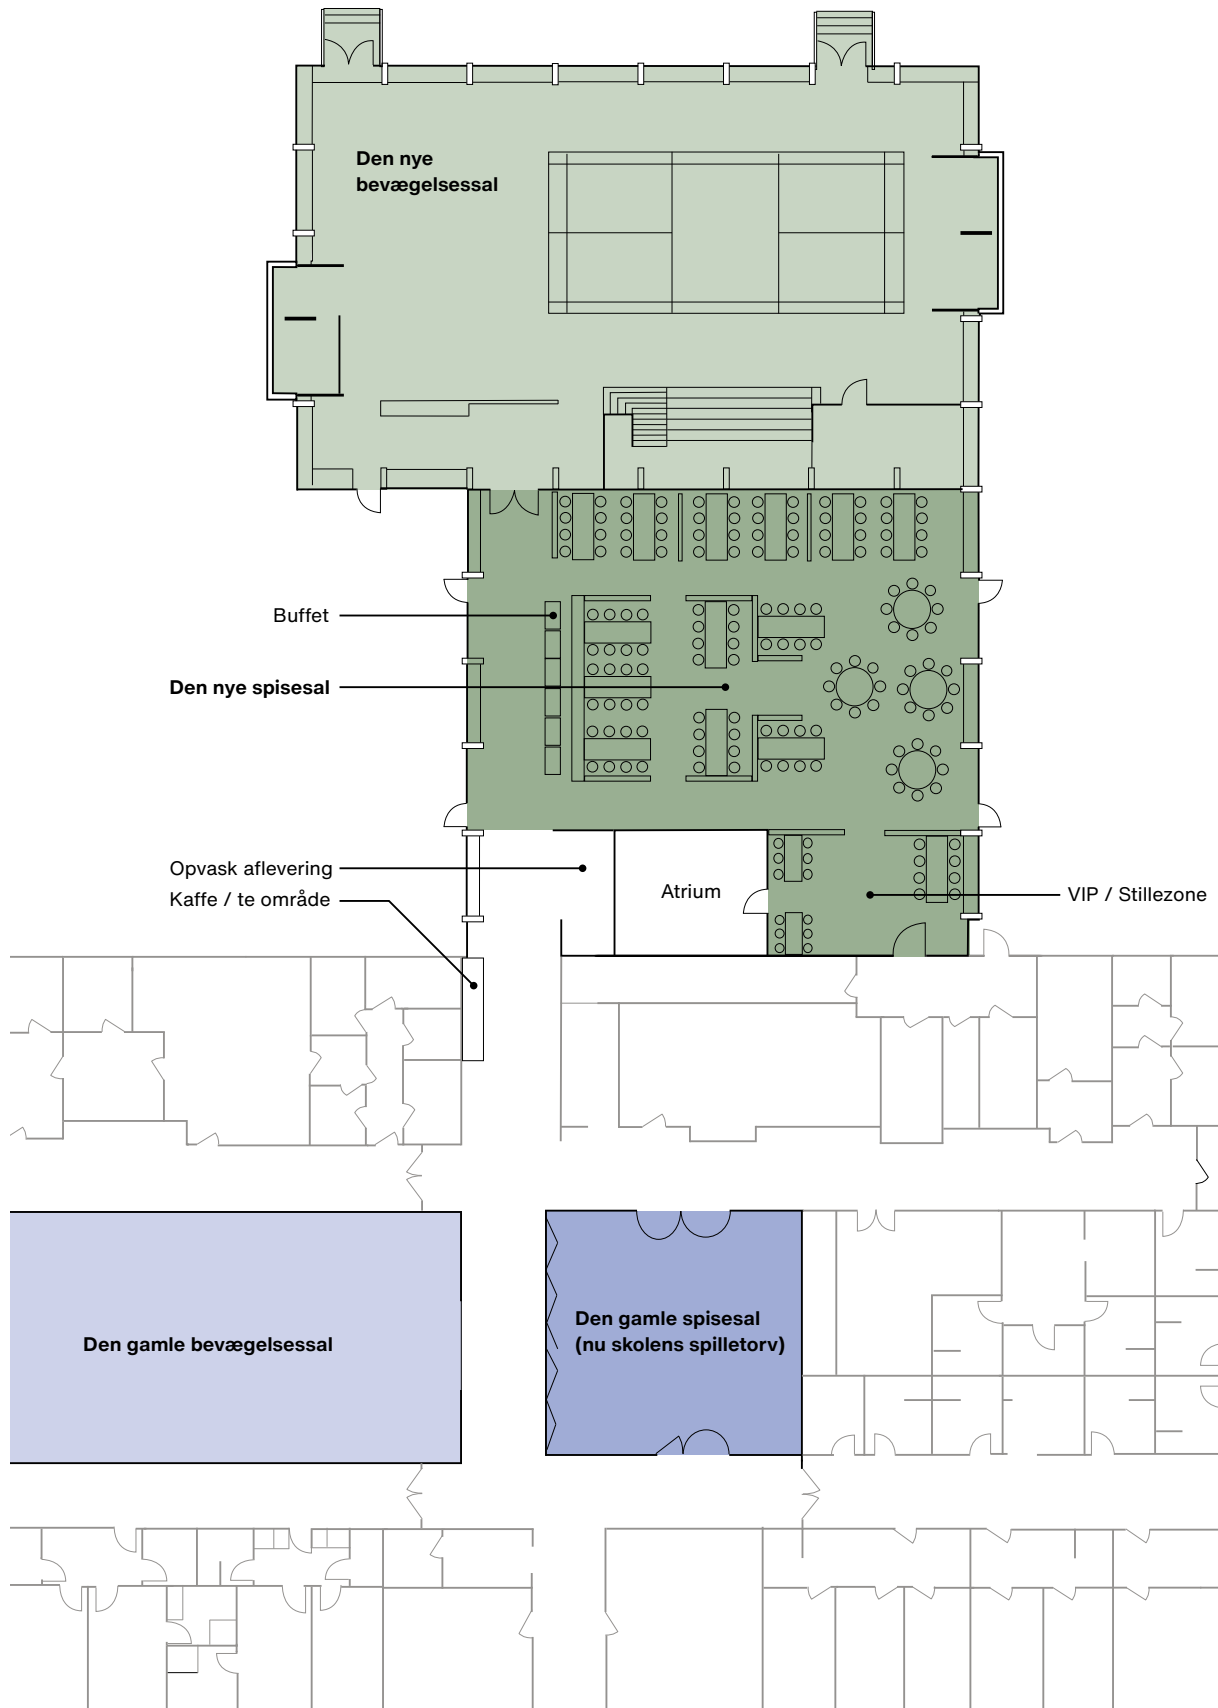 Den nye
bevægelsessal
Buffet
Den nye spisesal
Opvask aflevering
Kaffe / te område
Atrium
VIP / Stillezone
Den gamle bevægelsessal
Den gamle spisesal
(nu skolens spilletorv)